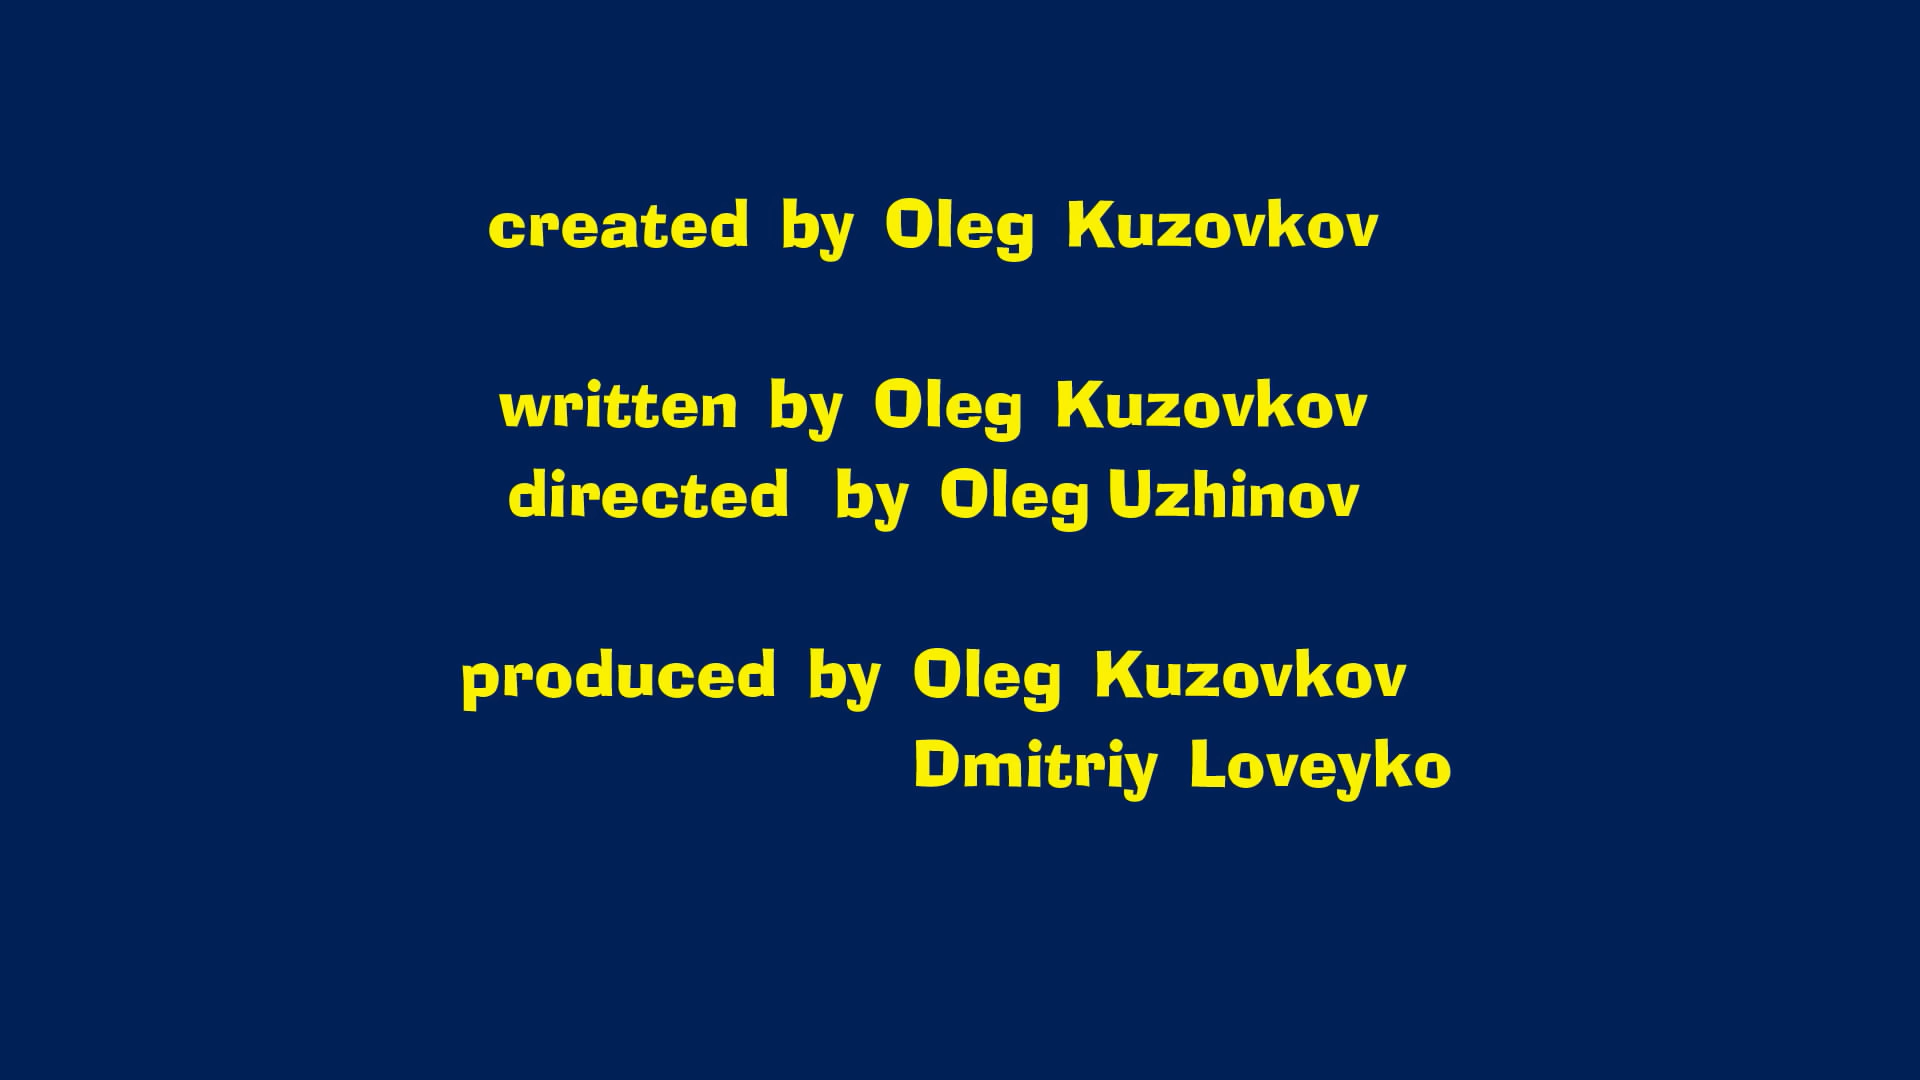 created by Oleg Kuzovkov
written by Oleg Kuzovkov
directed by Oleg Uzhinov
produced by Oleg Kuzovkov
Dmitriy Loveyko